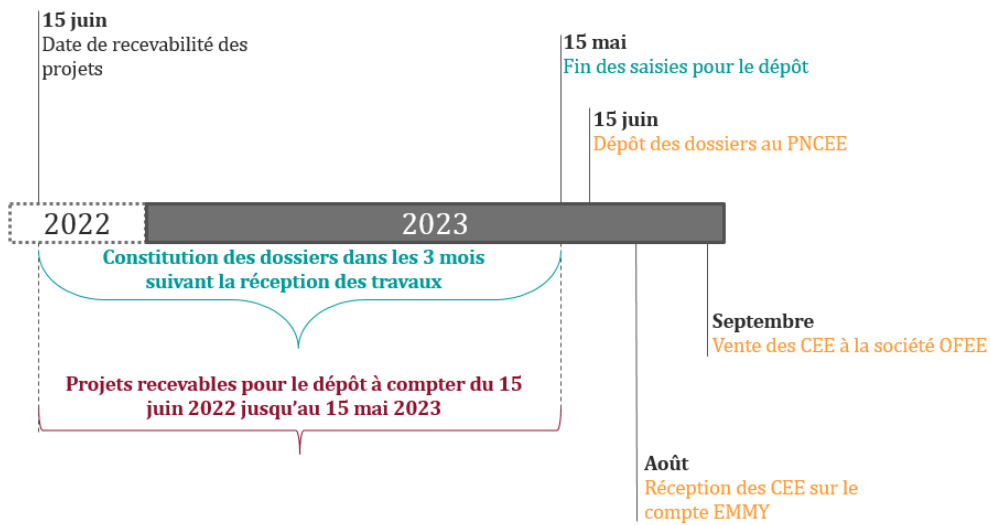 15 juin
Date de recevabilité des
projets
15 mai
Fin des saisies pour le dépôt
15 juin
Dépôt des dossiers au PNCEE
2022
2023
Constitution des dossiers dans les 3 mois
suivant la réception des travaux
Septembre
Vente des CEE à la société OFEE
Projets recevables pour le dépôt à compter du 15
juin 2022 jusqu’au 15 mai 2023
Août
Réception des CEE sur le
compte EMMY